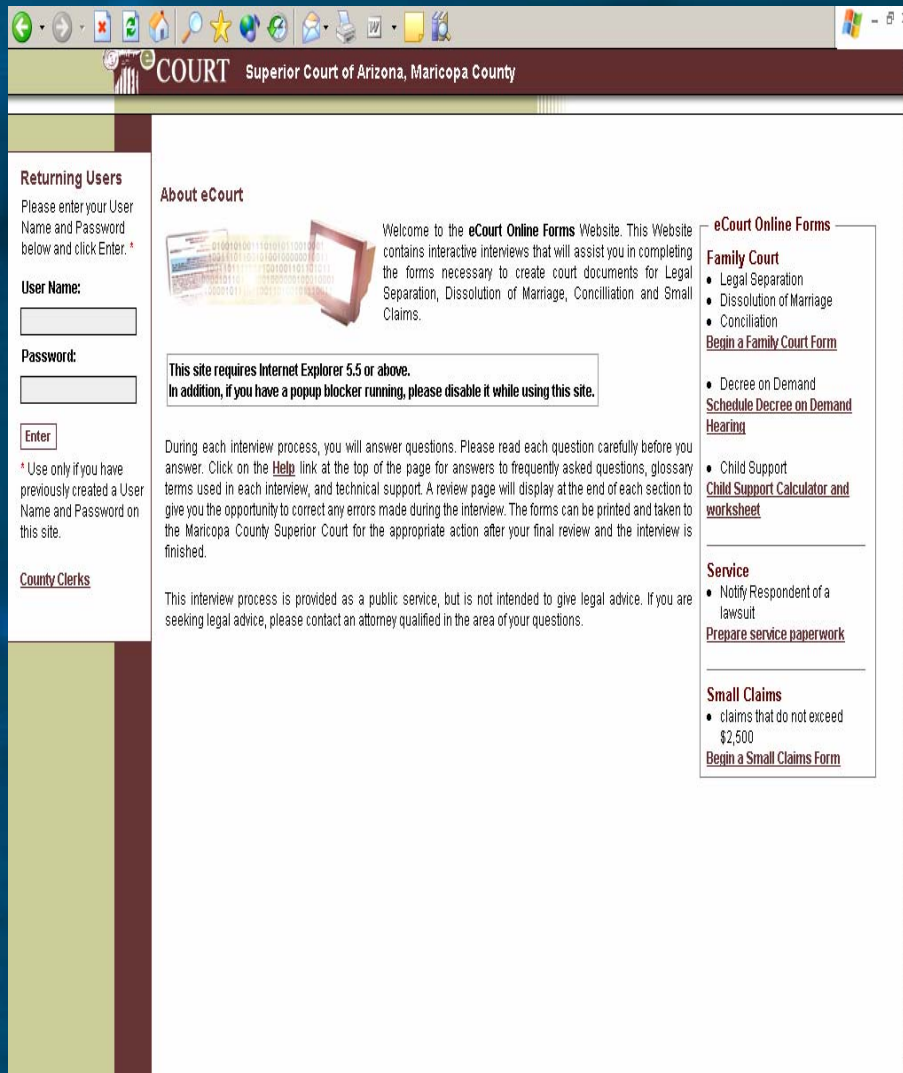 eCOURT Superior Court of Arizona, Maricopa County
Returning Users
Please enter your User
Name and Password
below and click Enter. *
User Name:
Password:
Enter
* Use only if you have
previously created a User
Name and Password on
this site.
County Clerks
About eCourt
Welcome to the eCourt Online Forms Website. This Website
contains interactive interviews that will assist you in completing
the forms necessary to create court documents for Legal
Separation, Dissolution of Marriage, Concilliation and Small
Claims.
This site requires Internet Explorer 5.5 or above.
In addition, if you have a popup blocker running, please disable it while using this site.
During each interview process, you will answer questions. Please read each question carefully before you
answer. Click on the Help link at the top of the page for answers to frequently asked questions, glossary
terms used in each interview, and technical support. A review page will display at the end of each section to
give you the opportunity to correct any errors made during the interview. The forms can be printed and taken to
the Maricopa County Superior Court for the appropriate action after your final review and the interview is
finished.
This interview process is provided as a public service, but is not intended to give legal advice. If you are
seeking legal advice, please contact an attorney qualified in the area of your questions.
eCourt Online Forms
Family Court
• Legal Separation
• Dissolution of Marriage
• Conciliation
Begin a Family Court Form
• Decree on Demand
Schedule Decree on Demand
Hearing
• Child Support
Child Support Calculator and
worksheet
Service
• Notify Respondent of a
lawsuit
Prepare service paperwork
Small Claims
• claims that do not exceed
$2,500
Begin a Small Claims Form